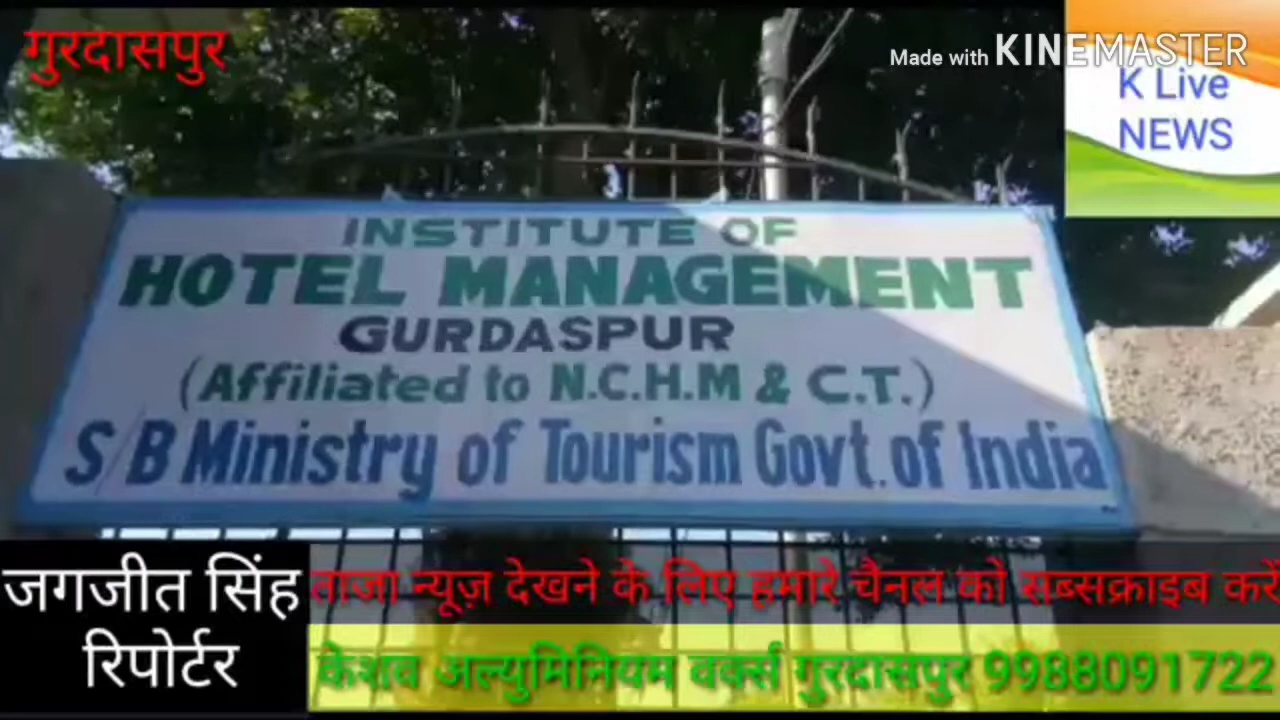 गुरदासपुर
Made with KINEMASTER
K Live
NEWS
INSTITUTE OF
HOTEL MANAGEMENT
GURDASPUR
(Affiliated to N.C.H.M & C.T.)
S/B Ministry of Tourism Govt. of India
जगजीत सिंह
रिपोर्टर
ताजा न्यूज़ देखने के लिए हमारे चैनल को सब्सक्राइब करें
केशव अल्युमिनियम वर्क्स गुरदासपुर 9988091722